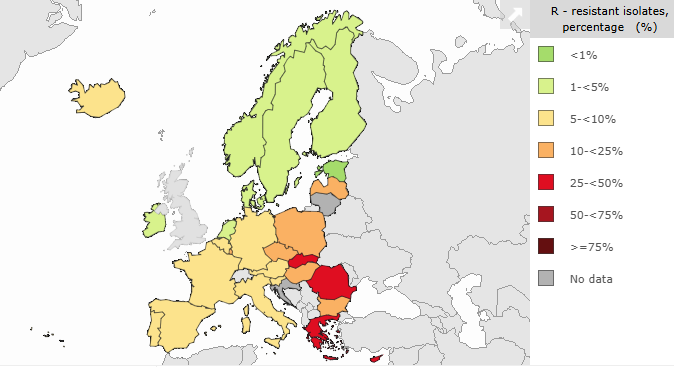 R - resistant isolates,
percentage (%)
<1%
1-<5%
5-<10%
10-<25%
25-<50%
50-<75%
>=75%
No data